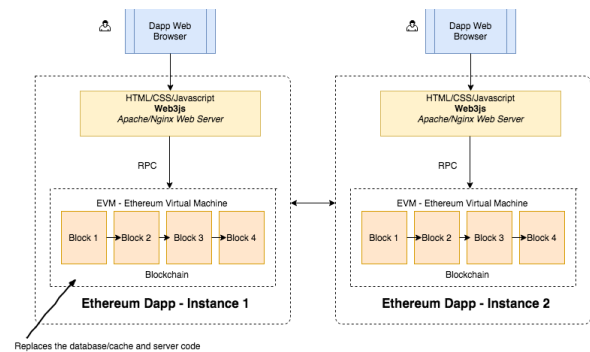 Dapp Web
Browser
HTML/CSS/Javascript
Web3js
Apache/Nginx Web Server
RPC
EVM - Ethereum Virtual Machine
Block 1
Block 2
Block 3
Block 4
Blockchain
Ethereum Dapp - Instance 1
Replaces the database/cache and server code
Dapp Web
Browser
HTML/CSS/Javascript
Web3js
Apache/Nginx Web Server
RPC
EVM - Ethereum Virtual Machine
Block 1
Block 2
Block 3
Block 4
Blockchain
Ethereum Dapp - Instance 2